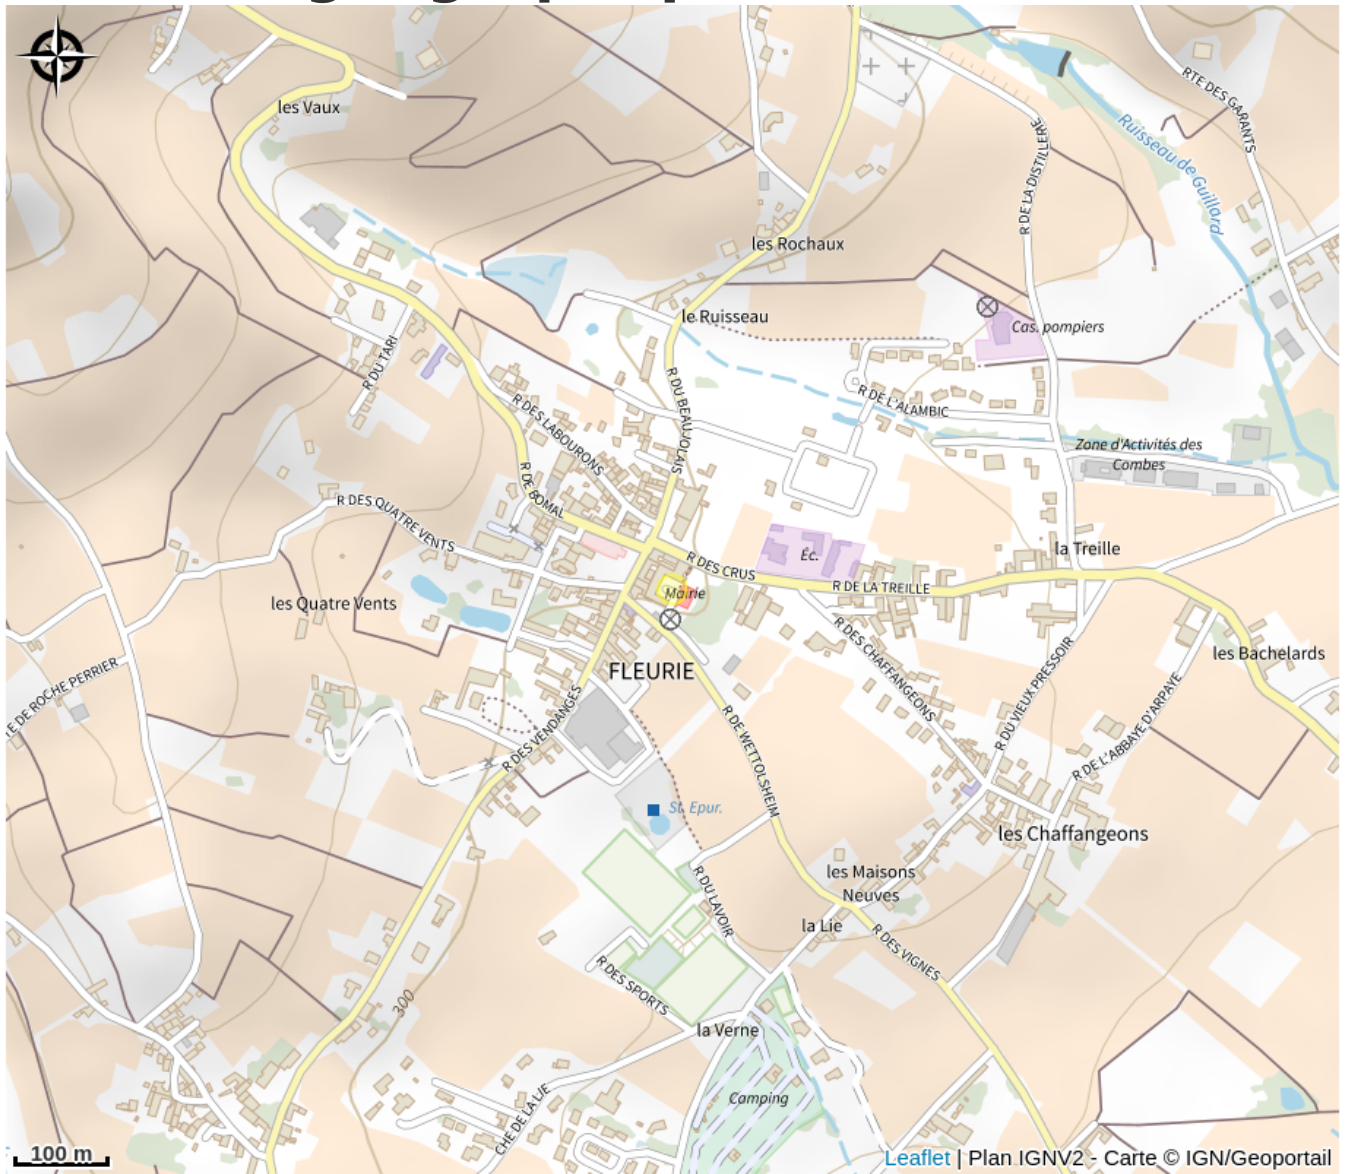 les Vaux
RTE DES GARANTS
Ruisseau de Guillard
R DE LA DISTILLERIE
les Rochaux
le Ruisseau
Cas. pompiers
R DU TARI
R DU BEAUJOLAIS
R DES LABOURONS
R DE L'ALAMBIC
Zone d'Activités des
Combes
R DE BOMAL
R DES QUATRE VENTS
R DES CRUS
Éc.
la Treille
R DE LA TREILLE
Mairie
les Quatre Vents
R DES CHAFFANGEONS
les Bachelards
FLEURIE
R DU VIEUX PRESSOIR
R DE L'ABBAYE D'ARPAYE
TE DE ROCHE PERRIER
R DES VENDANGES
R DE WETTOLSHEIM
St. Epur.
les Chaffangeons
les Maisons
Neuves
R DU LAVOIR
la Lie
R DES VIGNES
R DES SPORTS
300
la Verne
Camping
CHE DE LA LIE
100 m
Leaflet | Plan IGNV2 - Carte © IGN/Geoportail